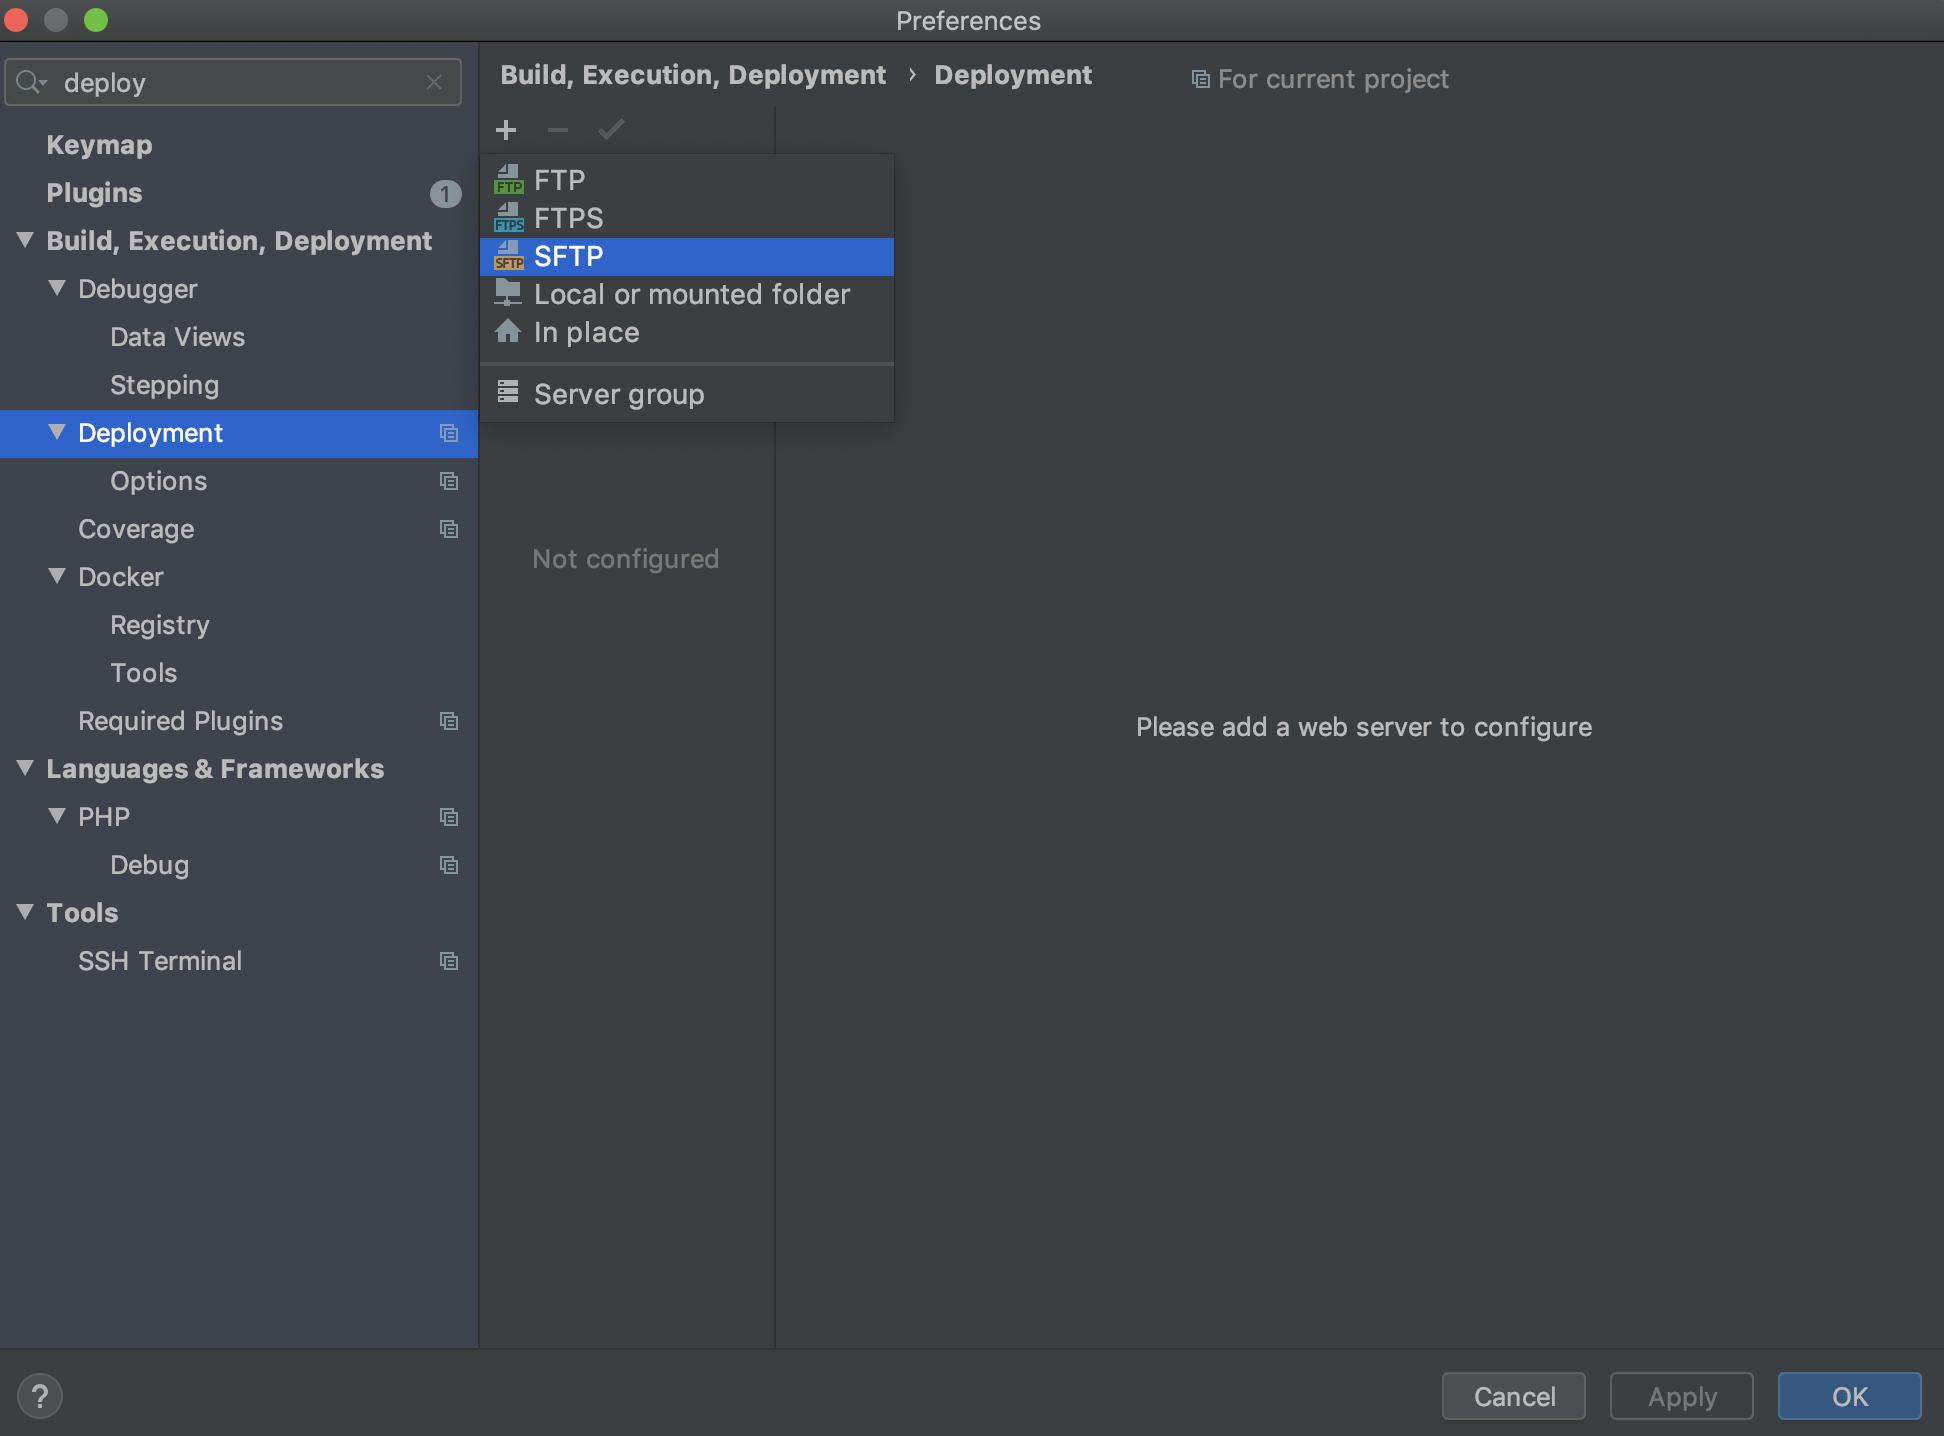 Preferences
deploy
Keymap
Plugins 1
Build, Execution, Deployment
Debugger
Data Views
Stepping
Deployment
Options
Coverage
Docker
Registry
Tools
Required Plugins
Languages & Frameworks
PHP
Debug
Tools
SSH Terminal
Build, Execution, Deployment › Deployment
For current project
FTP FTP
FTPS FTPS
SFTP SFTP
Local or mounted folder
In place
Server group
Not configured
Please add a web server to configure
?
Cancel
Apply
OK